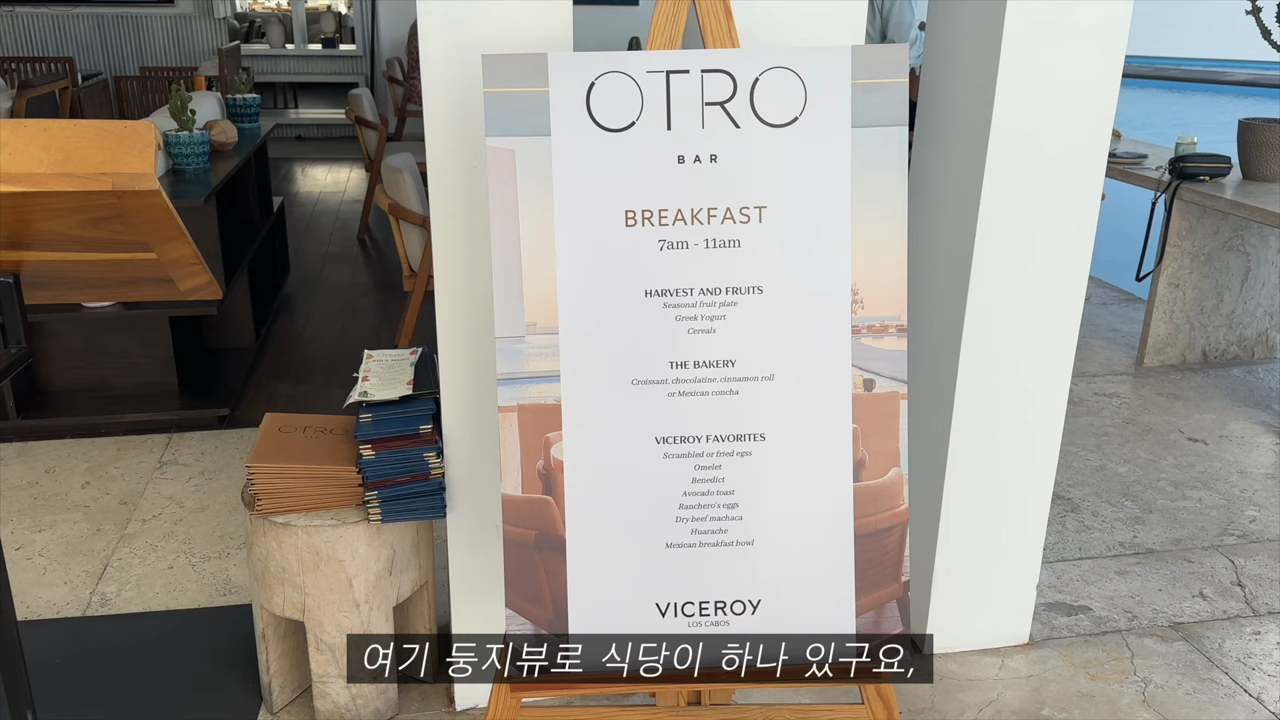 OTRO
BAR
BREAKFAST
7am - 11am
HARVEST AND FRUITS
Seasonal fruit plate
Greek Yogurt
Cereals
THE BAKERY
Croissant, chocolatine, cinnamon roll
or Mexican concha
VICEROY FAVORITES
Scrambled or fried egss
Omelet
Benedict
Avocado toast
Ranchero's eggs
Dry beef machaca
Huarache
Mexican breakfast bowl
VICEROY
LOS CABOS
OTRO
BAR
여기 둥지뷰로 식당이 하나 있구요,